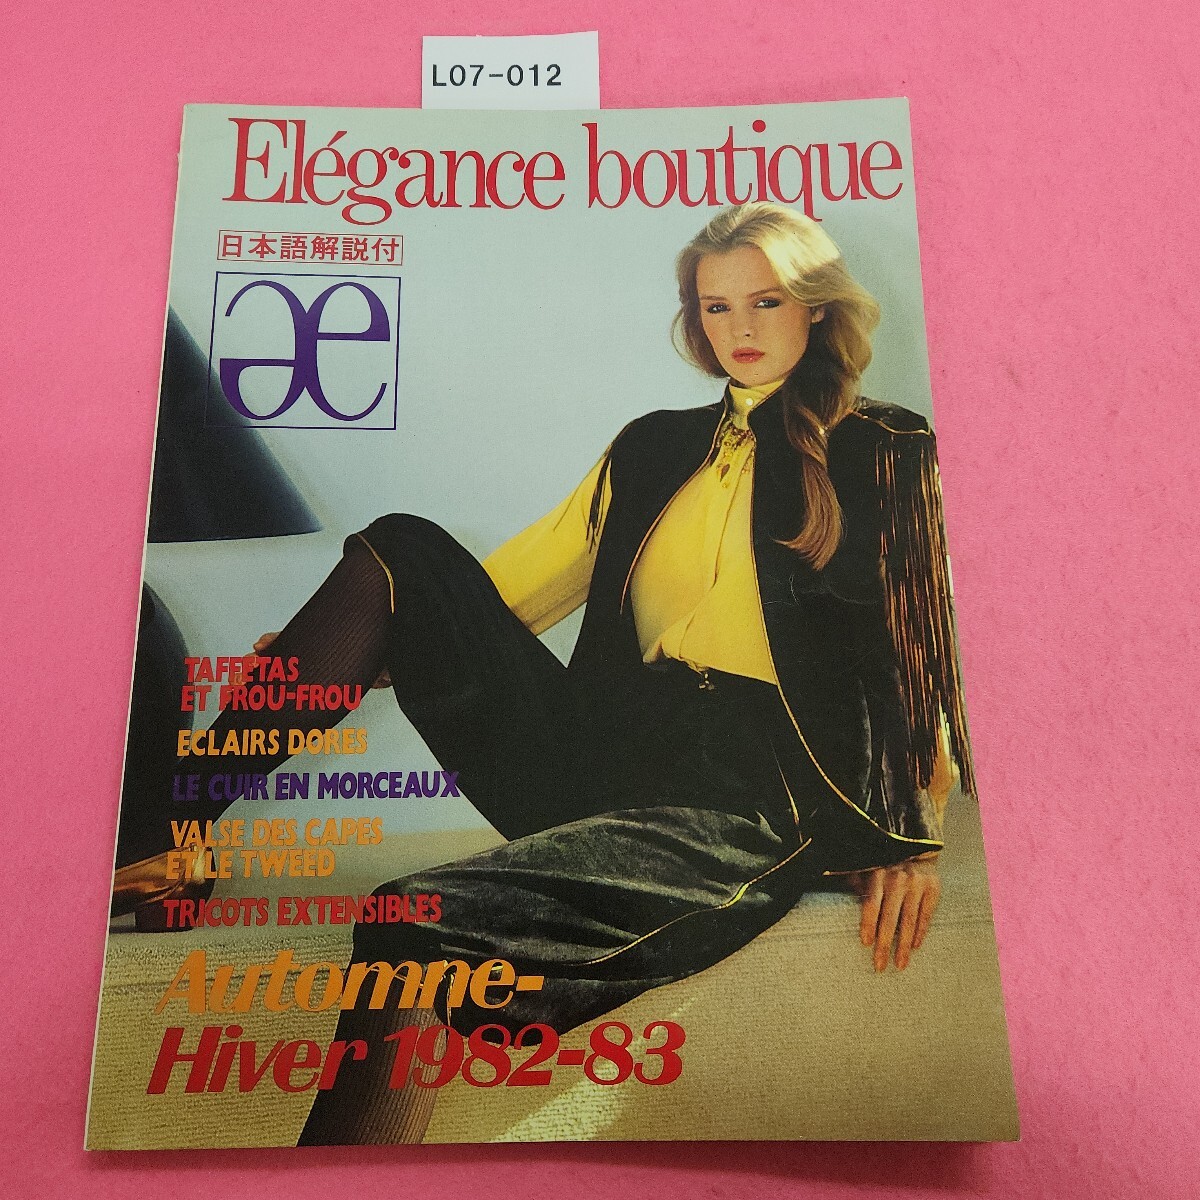 L07-012
Elégance boutique
日本語解説付
æ
TAFFETAS
ET FROU-FROU
ECLAIRS DORES
LE CUIR EN MORCEAUX
VALSE DES CAPES
ET LE TWEED
TRICOTS EXTENSIBLES
Automne-
Hiver 1982-83